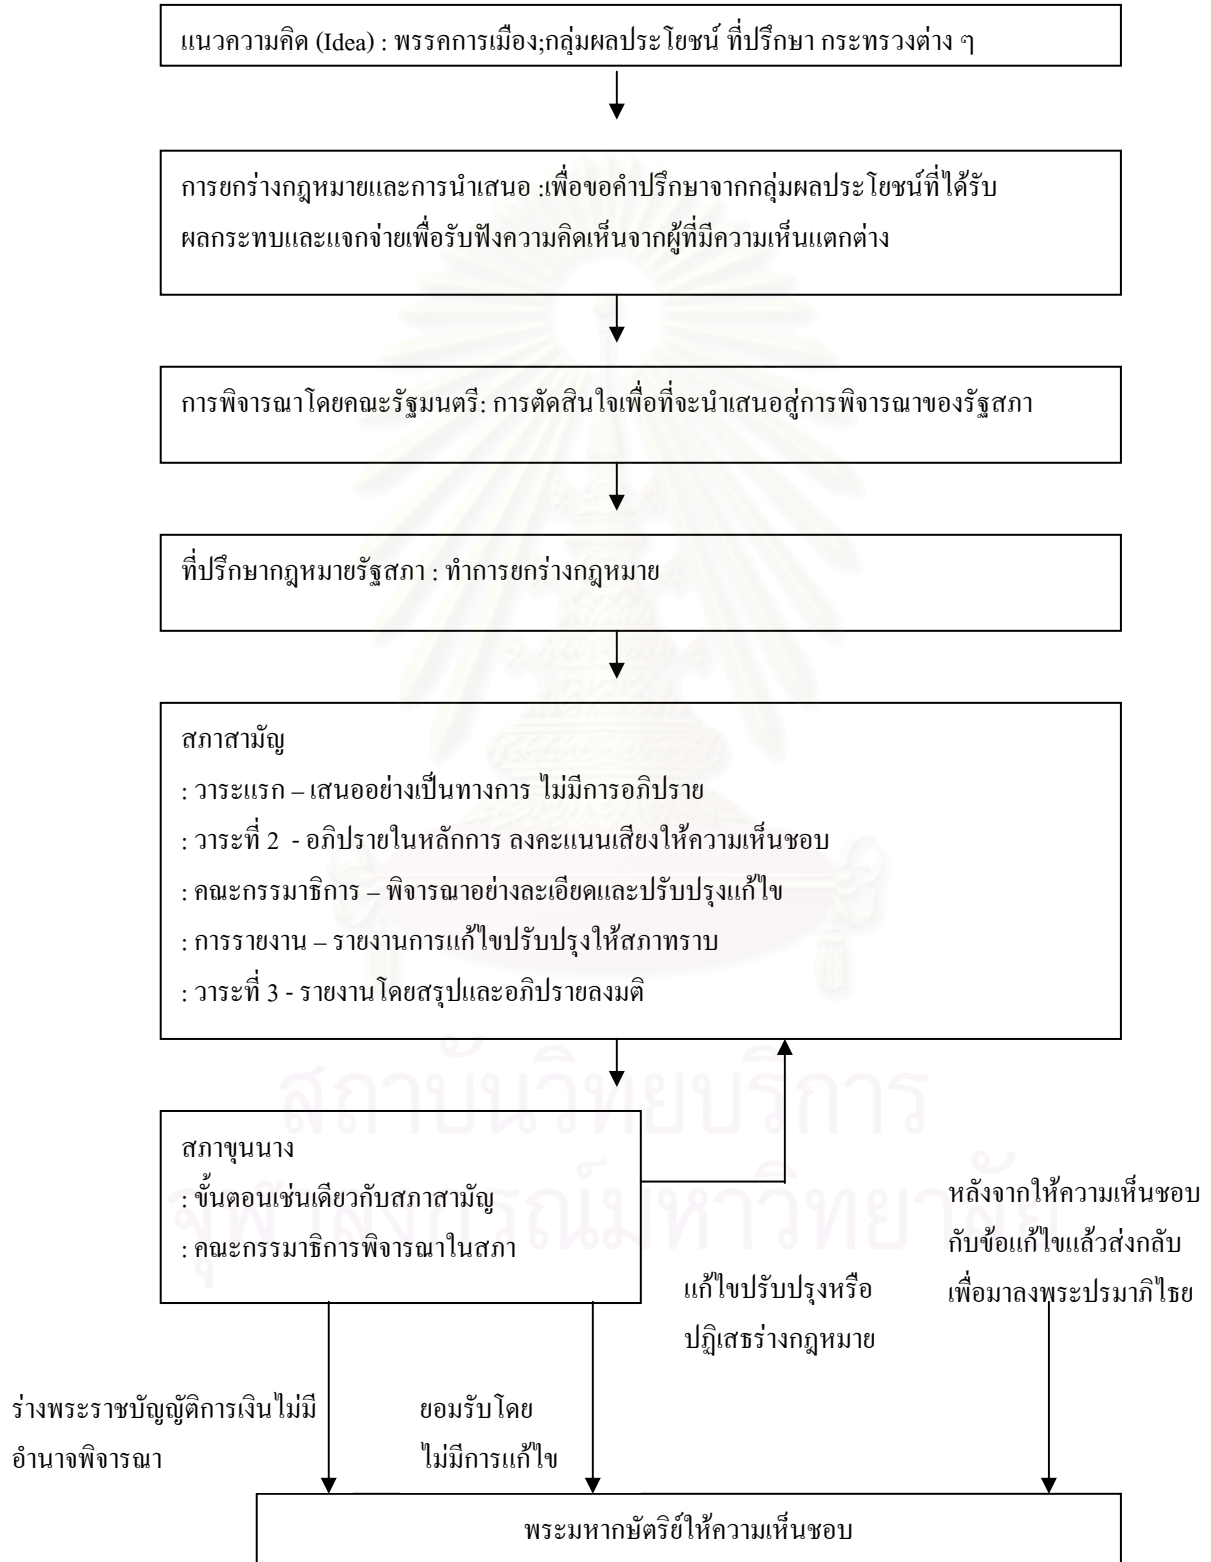 แนวความคิด (Idea) : พรรคการเมือง;กลุ่มผลประโยชน์ ที่ปรึกษา กระทรวงต่าง ๆ
การยกร่างกฎหมายและการนำเสนอ :เพื่อขอคำปรึกษาจากกลุ่มผลประโยชน์ที่ได้รับ
ผลกระทบและแจกจ่ายเพื่อรับฟังความคิดเห็นจากผู้ที่มีความเห็นแตกต่าง
การพิจารณาโดยคณะรัฐมนตรี: การตัดสินใจเพื่อที่จะนำเสนอสู่การพิจารณาของรัฐสภา
ที่ปรึกษากฎหมายรัฐสภา : ทำการยกร่างกฎหมาย
สภาสามัญ
: วาระแรก – เสนออย่างเป็นทางการ ไม่มีการอภิปราย
: วาระที่ 2 - อภิปรายในหลักการ ลงคะแนนเสียงให้ความเห็นชอบ
: คณะกรรมาธิการ – พิจารณาอย่างละเอียดและปรับปรุงแก้ไข
: การรายงาน – รายงานการแก้ไขปรับปรุงให้สภาทราบ
: วาระที่ 3 - รายงานโดยสรุปและอภิปรายลงมติ
สถาบันวิทยบริการ
จุฬาลงกรณ์มหาวิทยาลัย
สภาขุนนาง
: ขั้นตอนเช่นเดียวกับสภาสามัญ
: คณะกรรมาธิการพิจารณาในสภา
หลังจากให้ความเห็นชอบ
กับข้อแก้ไขแล้วส่งกลับ
เพื่อมาลงพระปรมาภิไธย
แก้ไขปรับปรุงหรือ
ปฏิเสธร่างกฎหมาย
ร่างพระราชบัญญัติการเงินไม่มี
อำนาจพิจารณา
ยอมรับโดย
ไม่มีการแก้ไข
พระมหากษัตริย์ให้ความเห็นชอบ